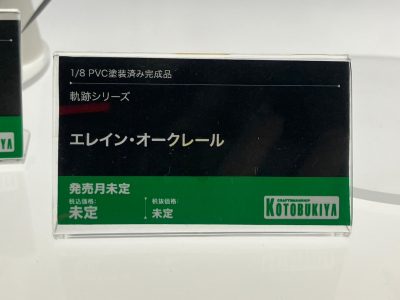 1/8 PVC塗装済み完成品
軌跡シリーズ
エレイン・オークレール
発売月未定
税込価格: 税抜価格:
未定 未定
CRAFTSMANSHIP
KOTOBUKIYA
IYA